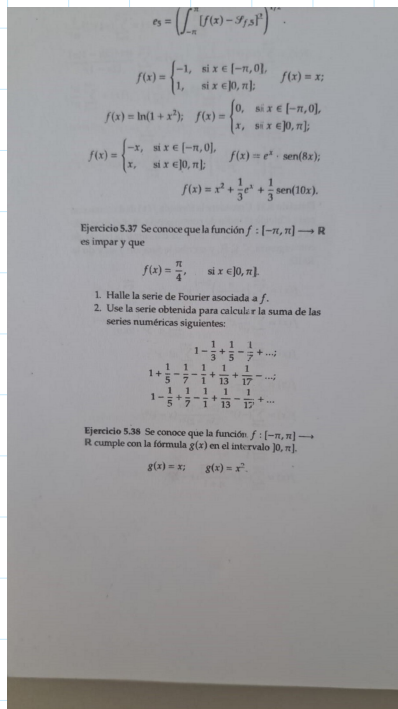 e₅ = (∫_{-π}^{π} [f(x) − 𝒮_{f,5}]²)^{1/2}.
f(x) = { −1, si x ∈ [−π, 0], 1, si x ∈]0, π]; f(x) = x;
f(x) = ln(1 + x²); f(x) = { 0, si x ∈ [−π, 0], x, si x ∈]0, π];
f(x) = { −x, si x ∈ [−π, 0], x, si x ∈]0, π]; f(x) = eˣ · sen(8x);
f(x) = x² + 1/3 eˣ + 1/3 sen(10x).
Ejercicio 5.37 Se conoce que la función f : [−π, π] ⟶ R
es impar y que
f(x) = π/4, si x ∈]0, π].
1. Halle la serie de Fourier asociada a f.
2. Use la serie obtenida para calcular la suma de las
series numéricas siguientes:
1 − 1/3 + 1/5 − 1/7 + ...;
1 + 1/5 − 1/7 − 1/1 + 1/13 + 1/17 − ...;
1 − 1/5 + 1/7 − 1/1 + 1/13 − 1/17 + ...
Ejercicio 5.38 Se conoce que la función f : [−π, π] ⟶
R cumple con la fórmula g(x) en el intervalo ]0, π].
g(x) = x; g(x) = x².